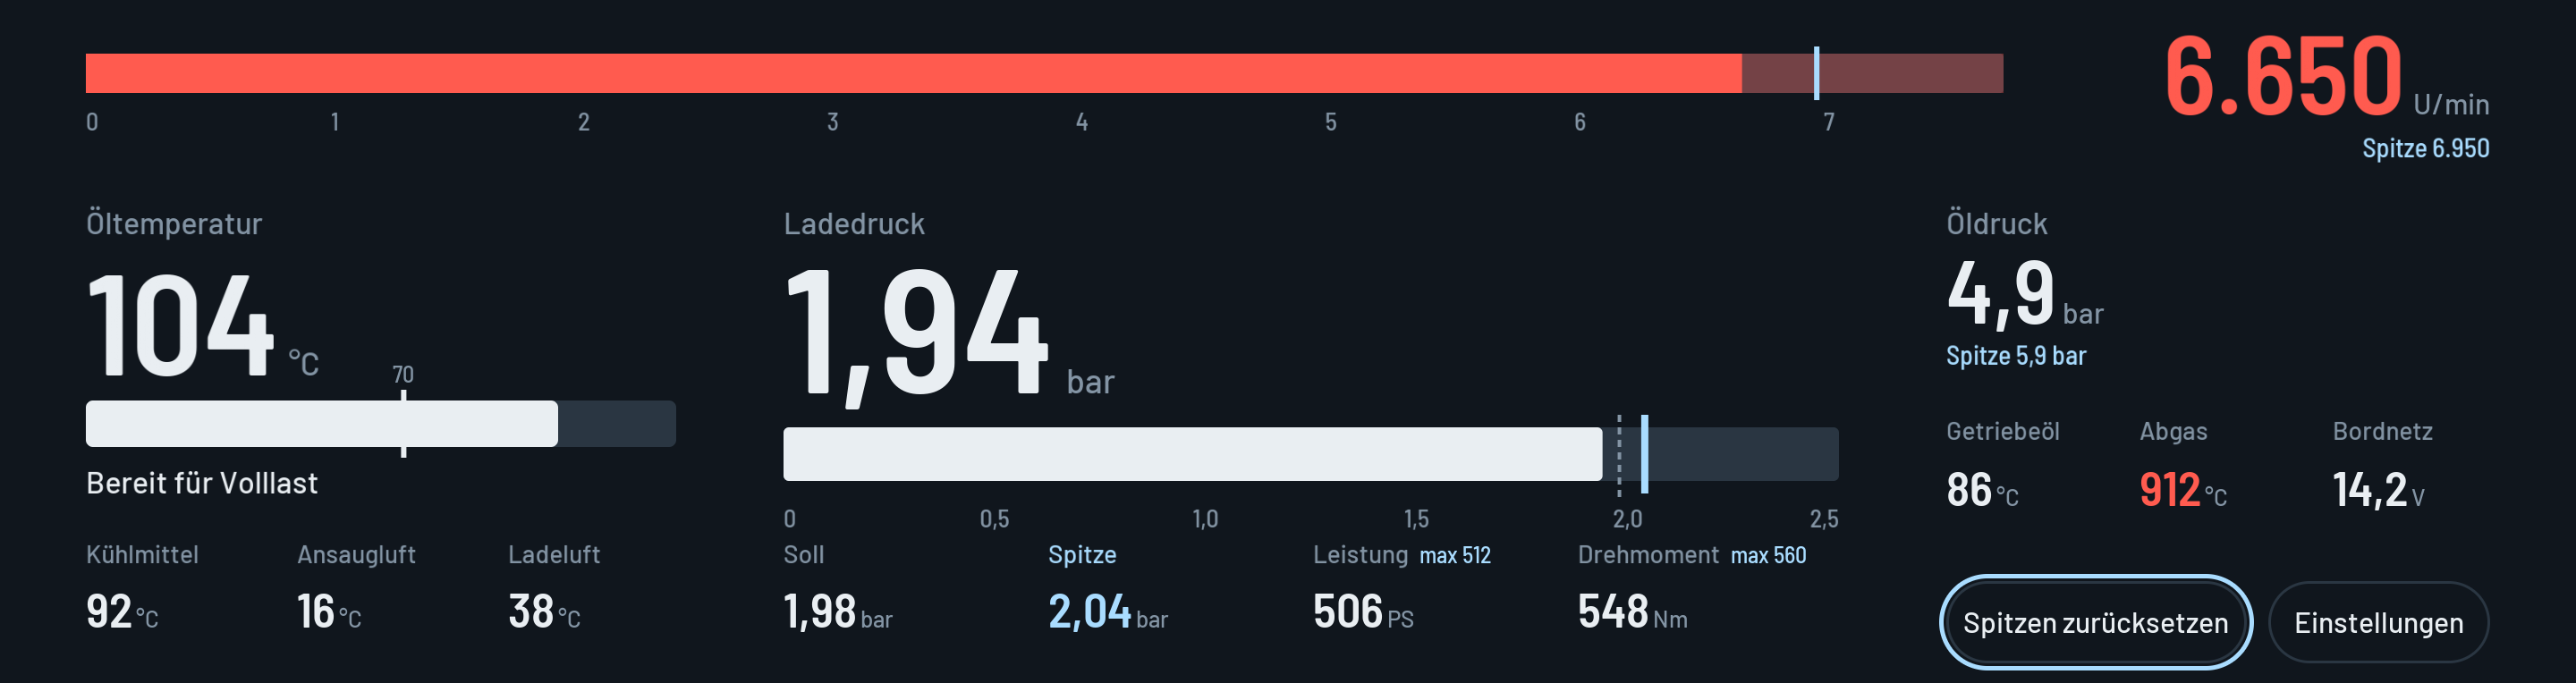 0 1 2 3 4 5 6 7
6.650 U/min
Spitze 6.950
Öltemperatur
104 °C
70
Bereit für Volllast
Kühlmittel Ansaugluft Ladeluft
92 °C 16 °C 38 °C
Ladedruck
1,94 bar
0 0,5 1,0 1,5 2,0 2,5
Soll Spitze Leistung max 512 Drehmoment max 560
1,98 bar 2,04 bar 506 PS 548 Nm
Öldruck
4,9 bar
Spitze 5,9 bar
Getriebeöl Abgas Bordnetz
86 °C 912 °C 14,2 V
Spitzen zurücksetzen Einstellungen